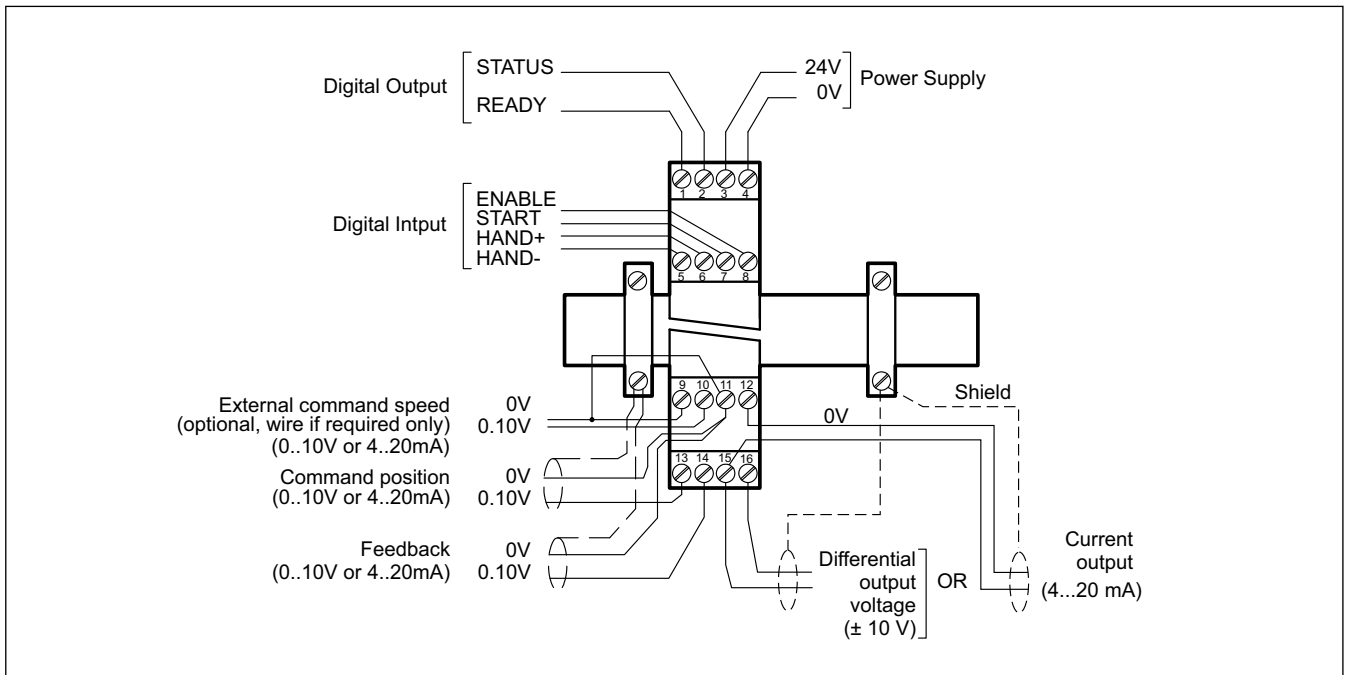 Digital Output
STATUS
READY
24V
0V
Power Supply
1 2 3 4
Digital Intput
ENABLE
START
HAND+
HAND-
5 6 7 8
9 10 11 12
External command speed
(optional, wire if required only)
(0..10V or 4..20mA)
0V
0.10V
0V
Shield
13 14 15 16
Command position
(0..10V or 4..20mA)
0V
0.10V
Feedback
(0..10V or 4..20mA)
0V
0.10V
Differential
output
voltage
(± 10 V)
OR
Current
output
(4...20 mA)